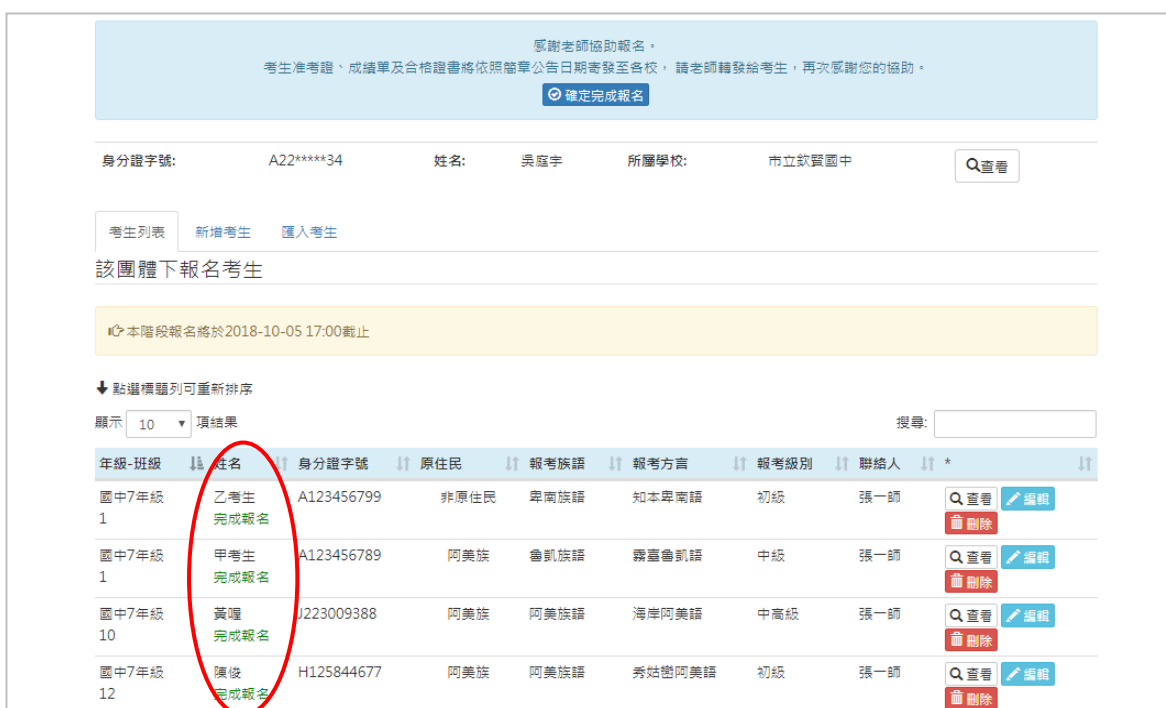 感謝老師協助報名。
考生准考證、成績單及合格證書將依照簡章公告日期寄發至各校， 請老師轉發給考生，再次感謝您的協助。
確定完成報名
身分證字號: A22*****34 姓名: 吳庭宇 所屬學校: 市立欽賢國中 查看
考生列表 新增考生 匯入考生
該團體下報名考生
本階段報名將於2018-10-05 17:00截止
點選標題列可重新排序
顯示 10 項結果 搜尋:
年級-班級 姓名 身分證字號 原住民 報考族語 報考方言 報考級別 聯絡人 *
國中7年級 乙考生 A123456799 非原住民 卑南族語 知本卑南語 初級 張一師 查看 編輯
1 完成報名 刪除
國中7年級 甲考生 A123456789 阿美族 魯凱族語 霧臺魯凱語 中級 張一師 查看 編輯
1 完成報名 刪除
國中7年級 黃 J223009388 阿美族 阿美族語 海岸阿美語 中高級 張一師 查看 編輯
10 完成報名 刪除
國中7年級 陳俊 H125844677 阿美族 阿美族語 秀姑巒阿美語 初級 張一師 查看 編輯
12 完成報名 刪除